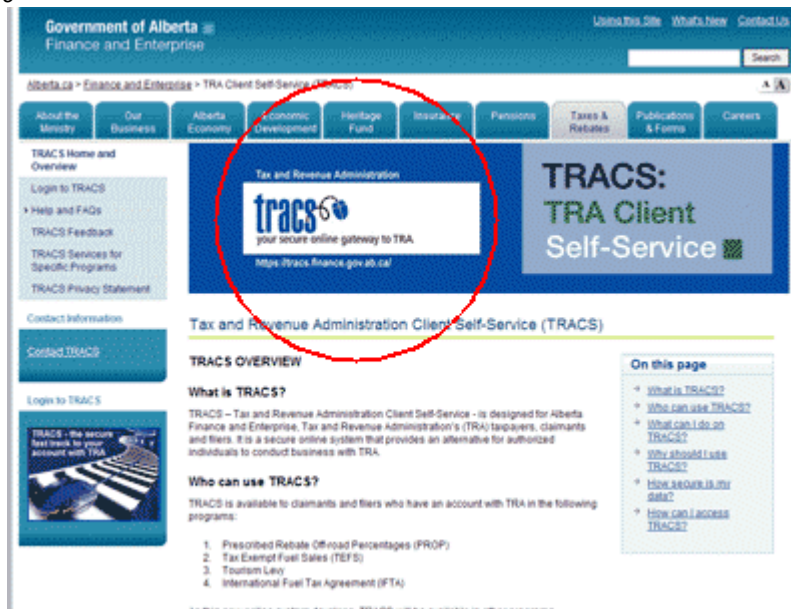 Government of Alberta
Finance and Enterprise
Using this Site What's New Contact Us
Search
Alberta.ca > Finance and Enterprise > TRA Client Self-Service (TRACS)
A A
About the Ministry
Our Business
Alberta Economy
Economic Development
Heritage Fund
Insurance
Pensions
Taxes & Rebates
Publications & Forms
Careers
TRACS Home and
Overview
Login to TRACS
Help and FAQs
TRACS Feedback
TRACS Services for
Specific Programs
TRACS Privacy Statement
Contact Information
Contact TRACS
Login to TRACS
TRACS - the secure
fast track to your
account with TRA
Tax and Revenue Administration
tracs
your secure online gateway to TRA
https://tracs.finance.gov.ab.ca/
TRACS:
TRA Client
Self-Service
Tax and Revenue Administration Client Self-Service (TRACS)
TRACS OVERVIEW
What is TRACS?
TRACS – Tax and Revenue Administration Client Self-Service - is designed for Alberta
Finance and Enterprise, Tax and Revenue Administration's (TRA) taxpayers, claimants
and filers. It is a secure online system that provides an alternative for authorized
individuals to conduct business with TRA.
Who can use TRACS?
TRACS is available to claimants and filers who have an account with TRA in the following
programs:
1. Prescribed Rebate Off-road Percentages (PROP)
2. Tax Exempt Fuel Sales (TEFS)
3. Tourism Levy
4. International Fuel Tax Agreement (IFTA)
On this page
What is TRACS?
Who can use TRACS?
What can I do on
TRACS?
Why should I use
TRACS?
How secure is my
data?
How can I access
TRACS?